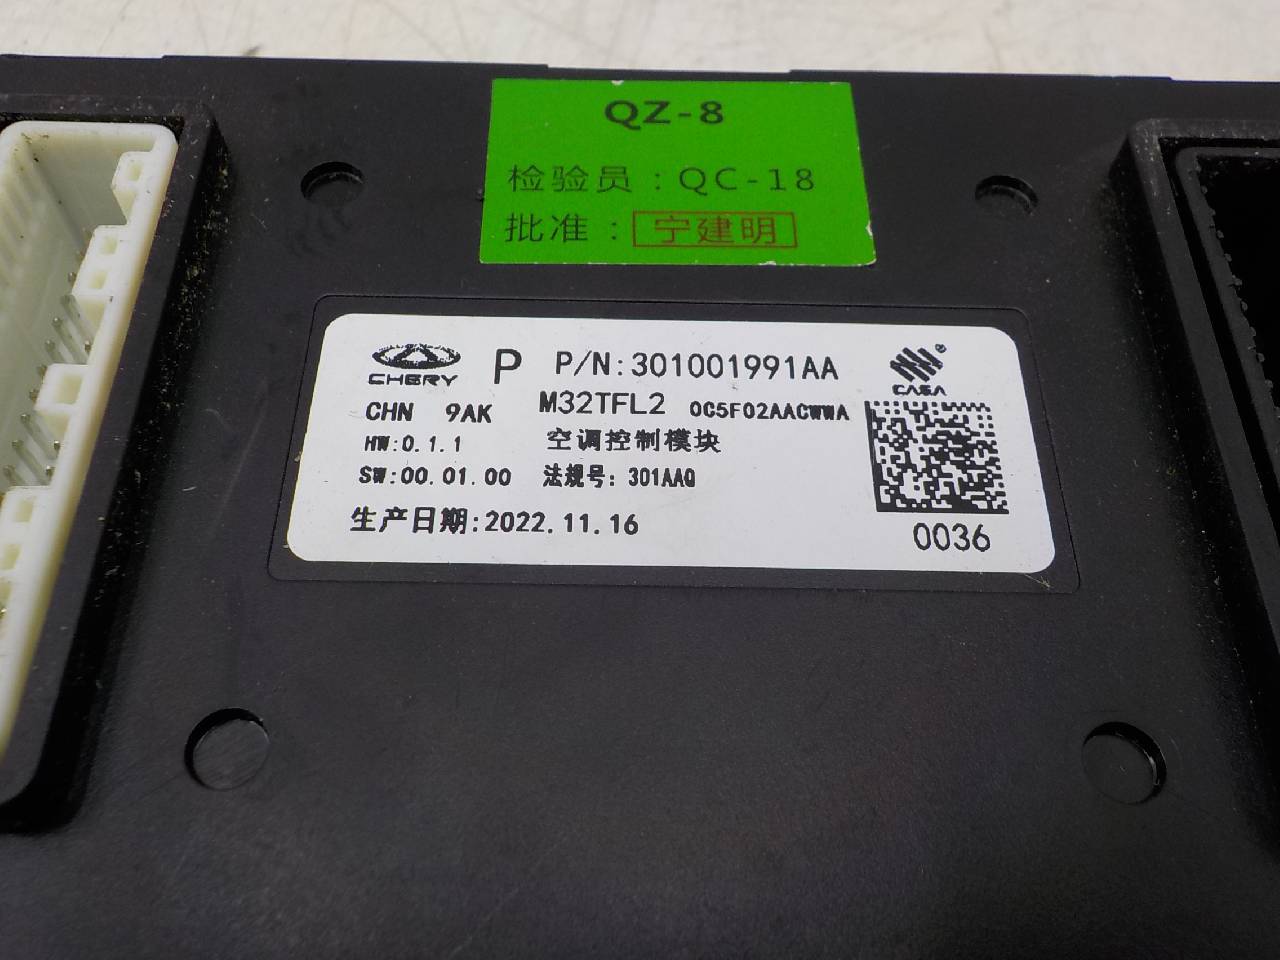 QZ-8
检验员：QC-18
批准：宁建明
CHERY P P/N:301001991AA CAEA
CHN 9AK M32TFL2 0C5F02AACWWA
HW:0.1.1 空调控制模块
SW:00.01.00 法规号: 301AAQ
生产日期:2022.11.16 0036